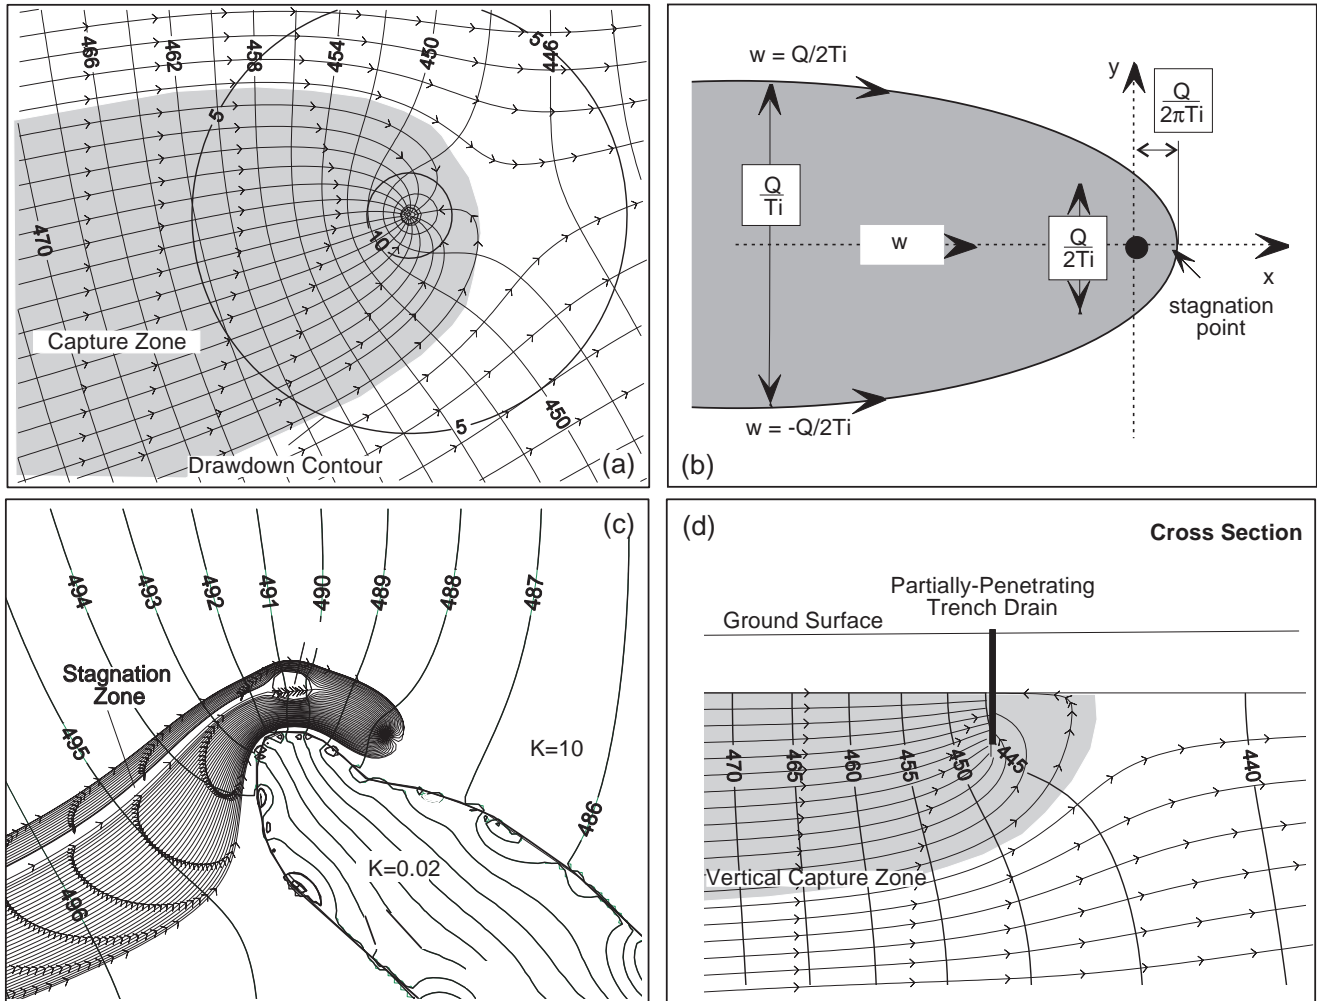 466
462
458
454
450
446
5
5
10
470
Capture Zone
450
5
Drawdown Contour
(a)
w = Q/2Ti
y
Q
2πTi
Q
Ti
w
Q
2Ti
x
stagnation
point
w = -Q/2Ti
(b)
(c)
494
493
492
491
490
489
488
487
Stagnation
Zone
495
K=10
486
K=0.02
496
(d)
Cross Section
Partially-Penetrating
Trench Drain
Ground Surface
470
465
460
455
450
445
440
Vertical Capture Zone